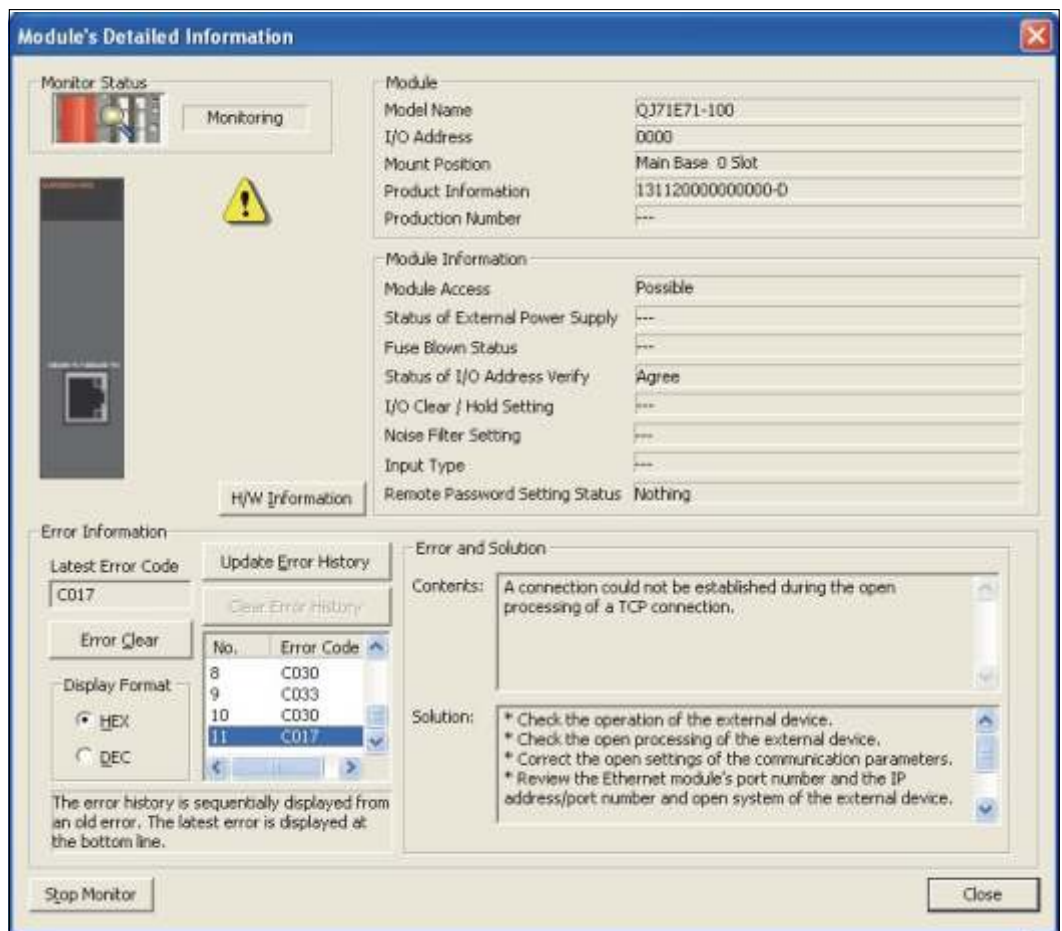 Module's Detailed Information
Monitor Status
Monitoring
H/W Information
Module
Model Name QJ71E71-100
I/O Address 0000
Mount Position Main Base 0 Slot
Product Information 131120000000000-D
Production Number ---
Module Information
Module Access Possible
Status of External Power Supply ---
Fuse Blown Status ---
Status of I/O Address Verify Agree
I/O Clear / Hold Setting ---
Noise Filter Setting ---
Input Type ---
Remote Password Setting Status Nothing
Error Information
Latest Error Code
C017
Error Clear
Display Format
HEX
DEC
Update Error History
Clear Error History
No. Error Code
8 C030
9 C033
10 C030
11 C017
The error history is sequentially displayed from
an old error. The latest error is displayed at
the bottom line.
Error and Solution
Contents:
A connection could not be established during the open
processing of a TCP connection.
Solution:
* Check the operation of the external device.
* Check the open processing of the external device.
* Correct the open settings of the communication parameters.
* Review the Ethernet module's port number and the IP
address/port number and open system of the external device.
Stop Monitor
Close